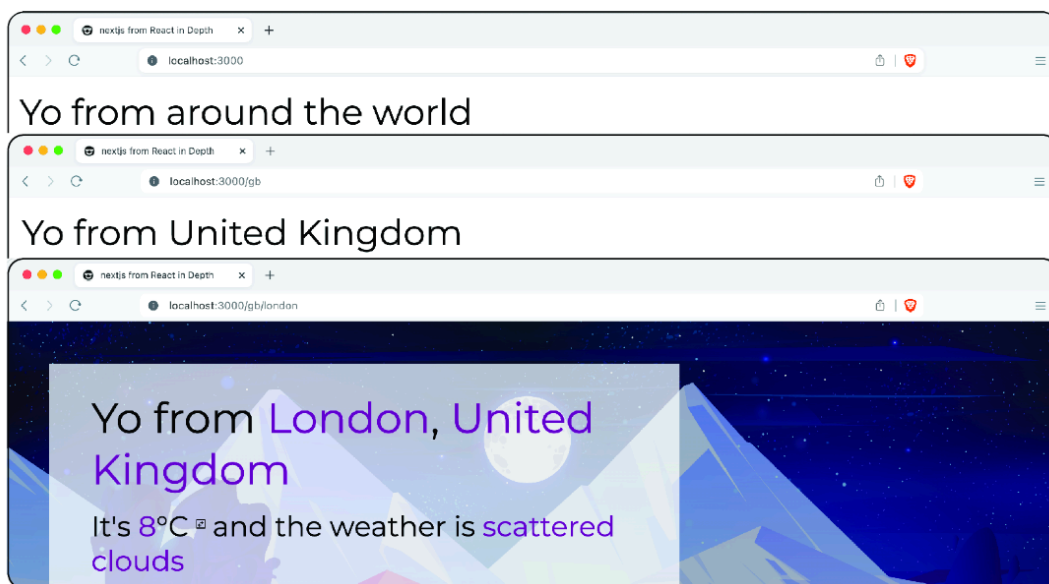 nextjs from React in Depth
localhost:3000
Yo from around the world
nextjs from React in Depth
localhost:3000/gb
Yo from United Kingdom
nextjs from React in Depth
localhost:3000/gb/london
Yo from London, United
Kingdom
It's 8°C and the weather is scattered
clouds